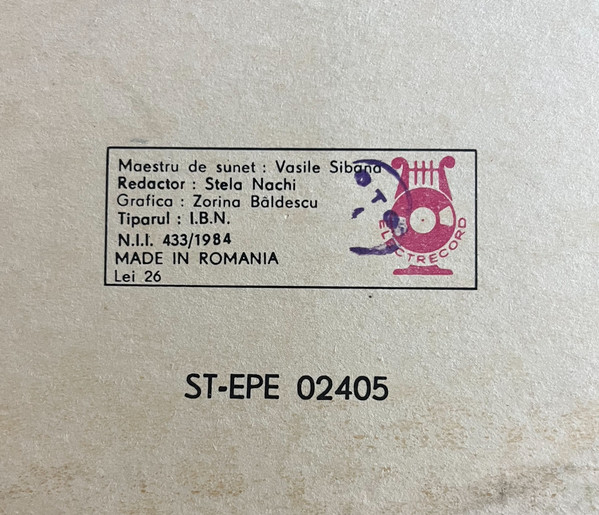 Maestru de sunet : Vasile Sibana
Redactor : Stela Nachi
Grafica : Zorina Băldescu
Tiparul : I.B.N.
N.I.I. 433/1984
MADE IN ROMANIA
Lei 26
ELECTRECORD
ST-EPE 02405